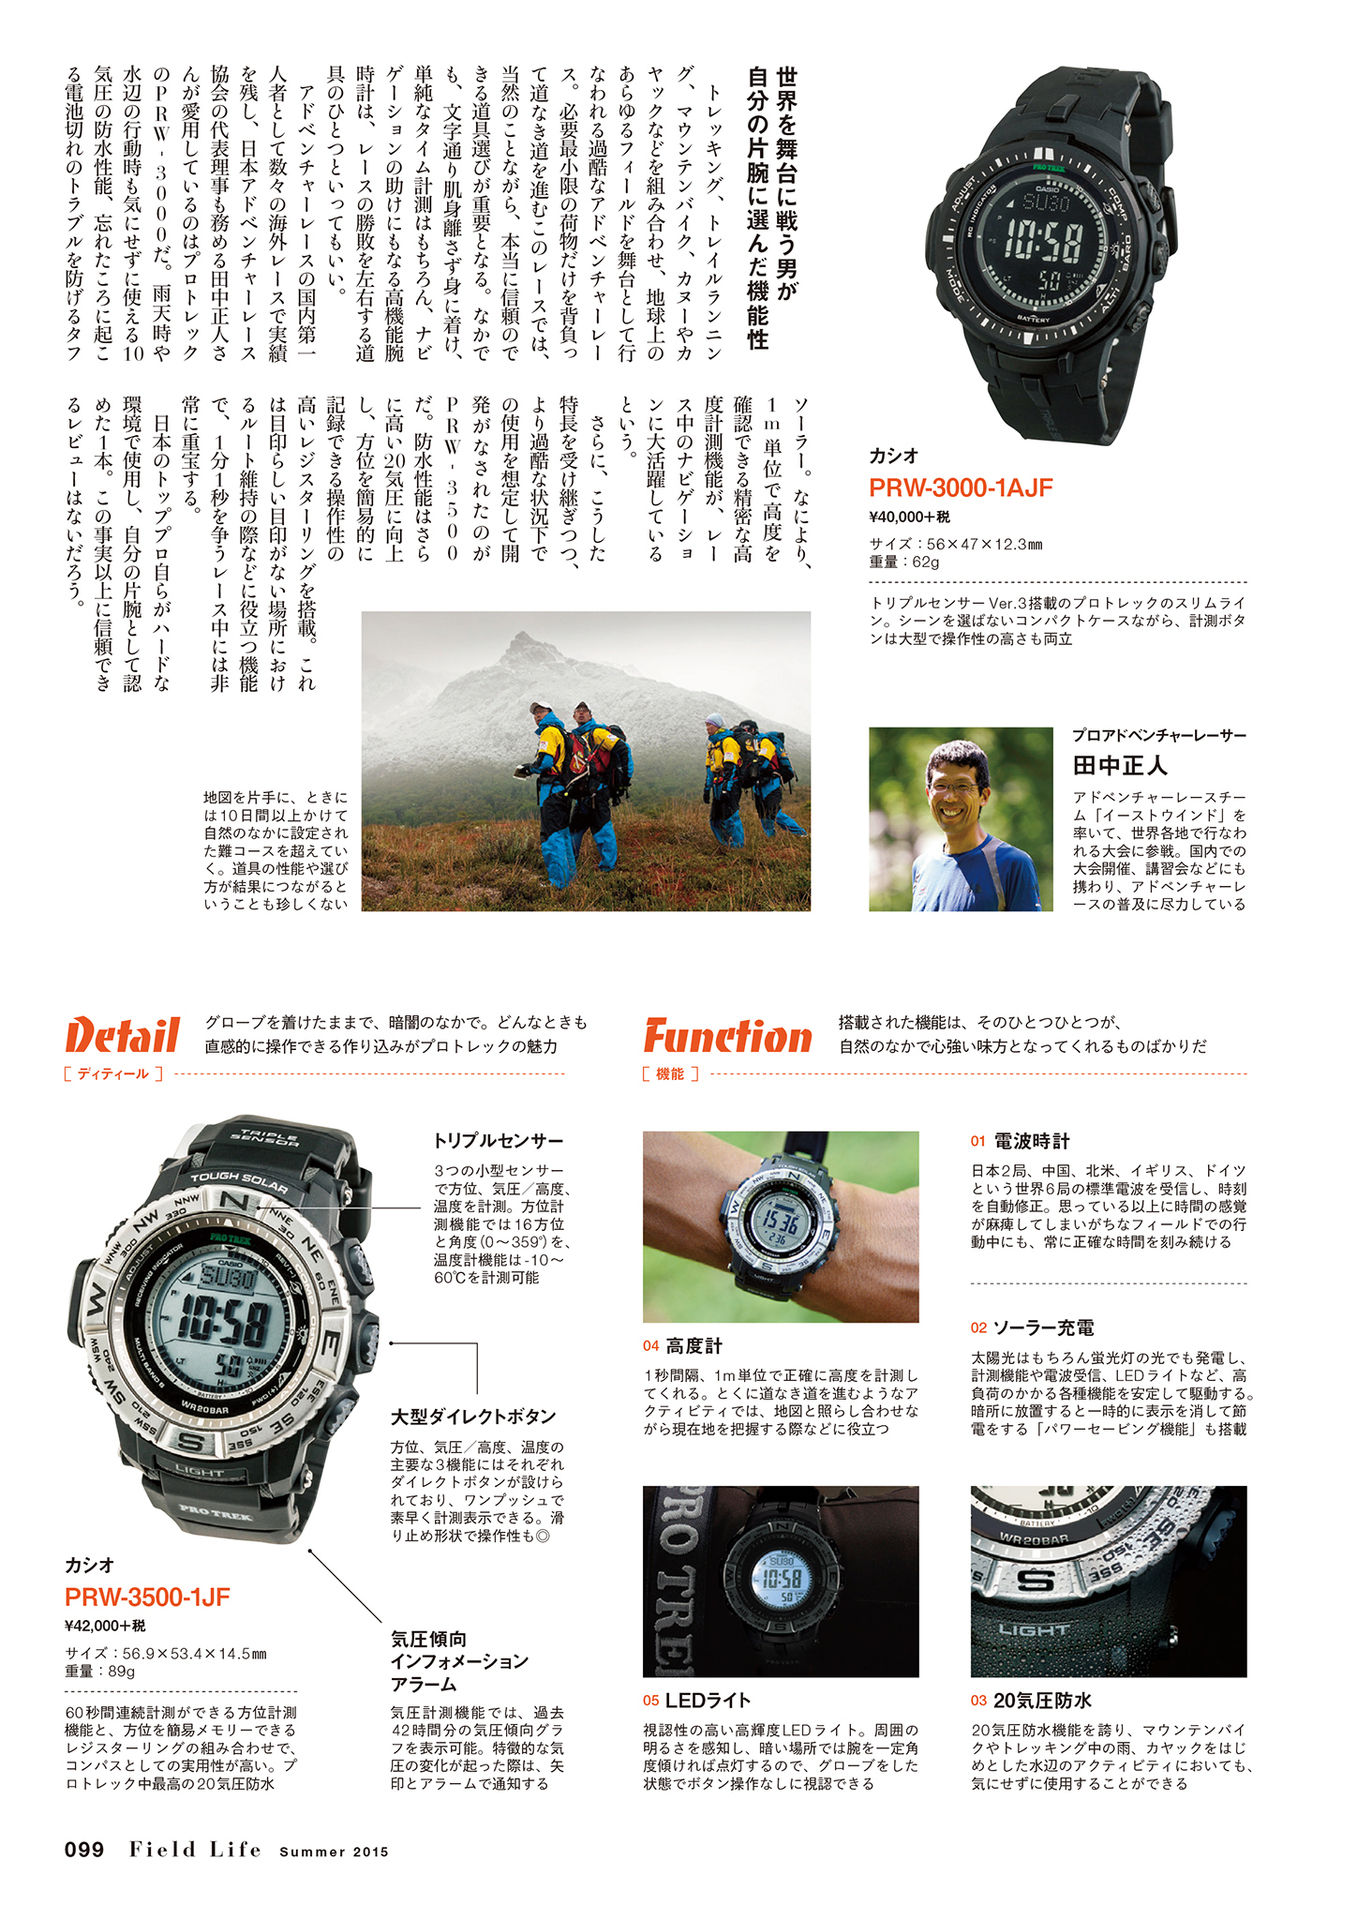 世界を舞台に戦う男が
自分の片腕に選んだ機能性
トレッキング、トレイルランニン
グ、マウンテンバイク、カヌーやカ
ヤックなどを組み合わせ、地球上の
あらゆるフィールドを舞台として行
なわれる過酷なアドベンチャーレー
ス。必要最小限の荷物だけを背負っ
て道なき道を進むこのレースでは、
当然のことながら、本当に信頼ので
きる道具選びが重要となる。なかで
も、文字通り肌身離さず身に着け、
単純なタイム計測はもちろん、ナビ
ゲーションの助けにもなる高機能腕
時計は、レースの勝敗を左右する道
具のひとつといってもいい。
アドベンチャーレースの国内第一
人者として数々の海外レースで実績
を残し、日本アドベンチャーレース
協会の代表理事も務める田中正人さ
んが愛用しているのはプロトレック
のPRW-3000だ。雨天時や
水辺の行動時も気にせずに使える10
気圧の防水性能、忘れたころに起こ
る電池切れのトラブルを防げるタフ
ソーラー。なにより、
1m単位で高度を
確認できる精密な高
度計測機能が、レー
ス中のナビゲーショ
ンに大活躍している
という。
さらに、こうした
特長を受け継ぎつつ、
より過酷な状況下で
の使用を想定して開
発がなされたのが
PRW-3500
だ。防水性能はさら
に高い20気圧に向上
し、方位を簡易的に
記録できる操作性の
高いレジスターリングを搭載。これ
は目印らしい目印がない場所におけ
るルート維持の際などに役立つ機能
で、1分1秒を争うレース中には非
常に重宝する。
日本のトッププロ自らがハードな
環境で使用し、自分の片腕として認
めた1本。この事実以上に信頼でき
るレビューはないだろう。
カシオ
PRW-3000-1AJF
¥40,000+税
サイズ：56×47×12.3㎜
重量：62g
トリプルセンサー Ver.3搭載のプロトレックのスリムライ
ン。シーンを選ばないコンパクトケースながら、計測ボタ
ンは大型で操作性の高さも両立
プロアドベンチャーレーサー
田中正人
アドベンチャーレースチー
ム「イーストウインド」を
率いて、世界各地で行なわ
れる大会に参戦。国内での
大会開催、講習会などにも
携わり、アドベンチャーレ
ースの普及に尽力している
地図を片手に、ときに
は10日間以上かけて
自然のなかに設定され
た難コースを超えてい
く。道具の性能や選び
方が結果につながると
いうことも珍しくない
Detail
［ ディティール ］
グローブを着けたままで、暗闇のなかで。どんなときも
直感的に操作できる作り込みがプロトレックの魅力
トリプルセンサー
3つの小型センサー
で方位、気圧／高度、
温度を計測。方位計
測機能では16方位
と角度（0～359°）を、
温度計機能は-10～
60℃を計測可能
大型ダイレクトボタン
方位、気圧／高度、温度の
主要な3機能にはそれぞれ
ダイレクトボタンが設けら
れており、ワンプッシュで
素早く計測表示できる。滑
り止め形状で操作性も◎
カシオ
PRW-3500-1JF
¥42,000+税
サイズ：56.9×53.4×14.5㎜
重量：89g
60秒間連続計測ができる方位計測
機能と、方位を簡易メモリーできる
レジスターリングの組み合わせで、
コンパスとしての実用性が高い。プ
ロトレック中最高の20気圧防水
気圧傾向
インフォメーション
アラーム
気圧計測機能では、過去
42時間分の気圧傾向グラ
フを表示可能。特徴的な気
圧の変化が起った際は、矢
印とアラームで通知する
Function
［ 機能 ］
搭載された機能は、そのひとつひとつが、
自然のなかで心強い味方となってくれるものばかりだ
01 電波時計
日本2局、中国、北米、イギリス、ドイツ
という世界6局の標準電波を受信し、時刻
を自動修正。思っている以上に時間の感覚
が麻痺してしまいがちなフィールドでの行
動中にも、常に正確な時間を刻み続ける
02 ソーラー充電
太陽光はもちろん蛍光灯の光でも発電し、
計測機能や電波受信、LEDライトなど、高
負荷のかかる各種機能を安定して駆動する。
暗所に放置すると一時的に表示を消して節
電をする「パワーセービング機能」も搭載
03 20気圧防水
20気圧防水機能を誇り、マウンテンバイ
クやトレッキング中の雨、カヤックをはじ
めとした水辺のアクティビティにおいても、
気にせずに使用することができる
04 高度計
1秒間隔、1m単位で正確に高度を計測し
てくれる。とくに道なき道を進むようなア
クティビティでは、地図と照らし合わせな
がら現在地を把握する際などに役立つ
05 LEDライト
視認性の高い高輝度LEDライト。周囲の
明るさを感知し、暗い場所では腕を一定角
度傾ければ点灯するので、グローブをした
状態でボタン操作なしに視認できる
099 Field Life Summer 2015
PRO TREK
CASIO
ADJUST
COMP.
BARO
ALTI
MODE
RC INDICATOR
BATTERY
SU30
10:58
50
TRIPLE
SENSOR
TOUGH SOLAR
PRO TREK
CASIO
ADJUST
RECEIVING INDICATOR
MULTI BAND 6
SU30
10:58
50
BATTERY
WR20BAR
LIGHT
PRO TREK
N
NNE
30
NE
60
ENE
E
ESE
120
SE
150
SSE
S
SSW
210
SW
240
WSW
W
WNW
300
NW
330
NNW
15 36
LIGHT
PRO TREK
SU30
10:58
50
BATTERY
WR20BAR
SE
150
SSE
S
LIGHT